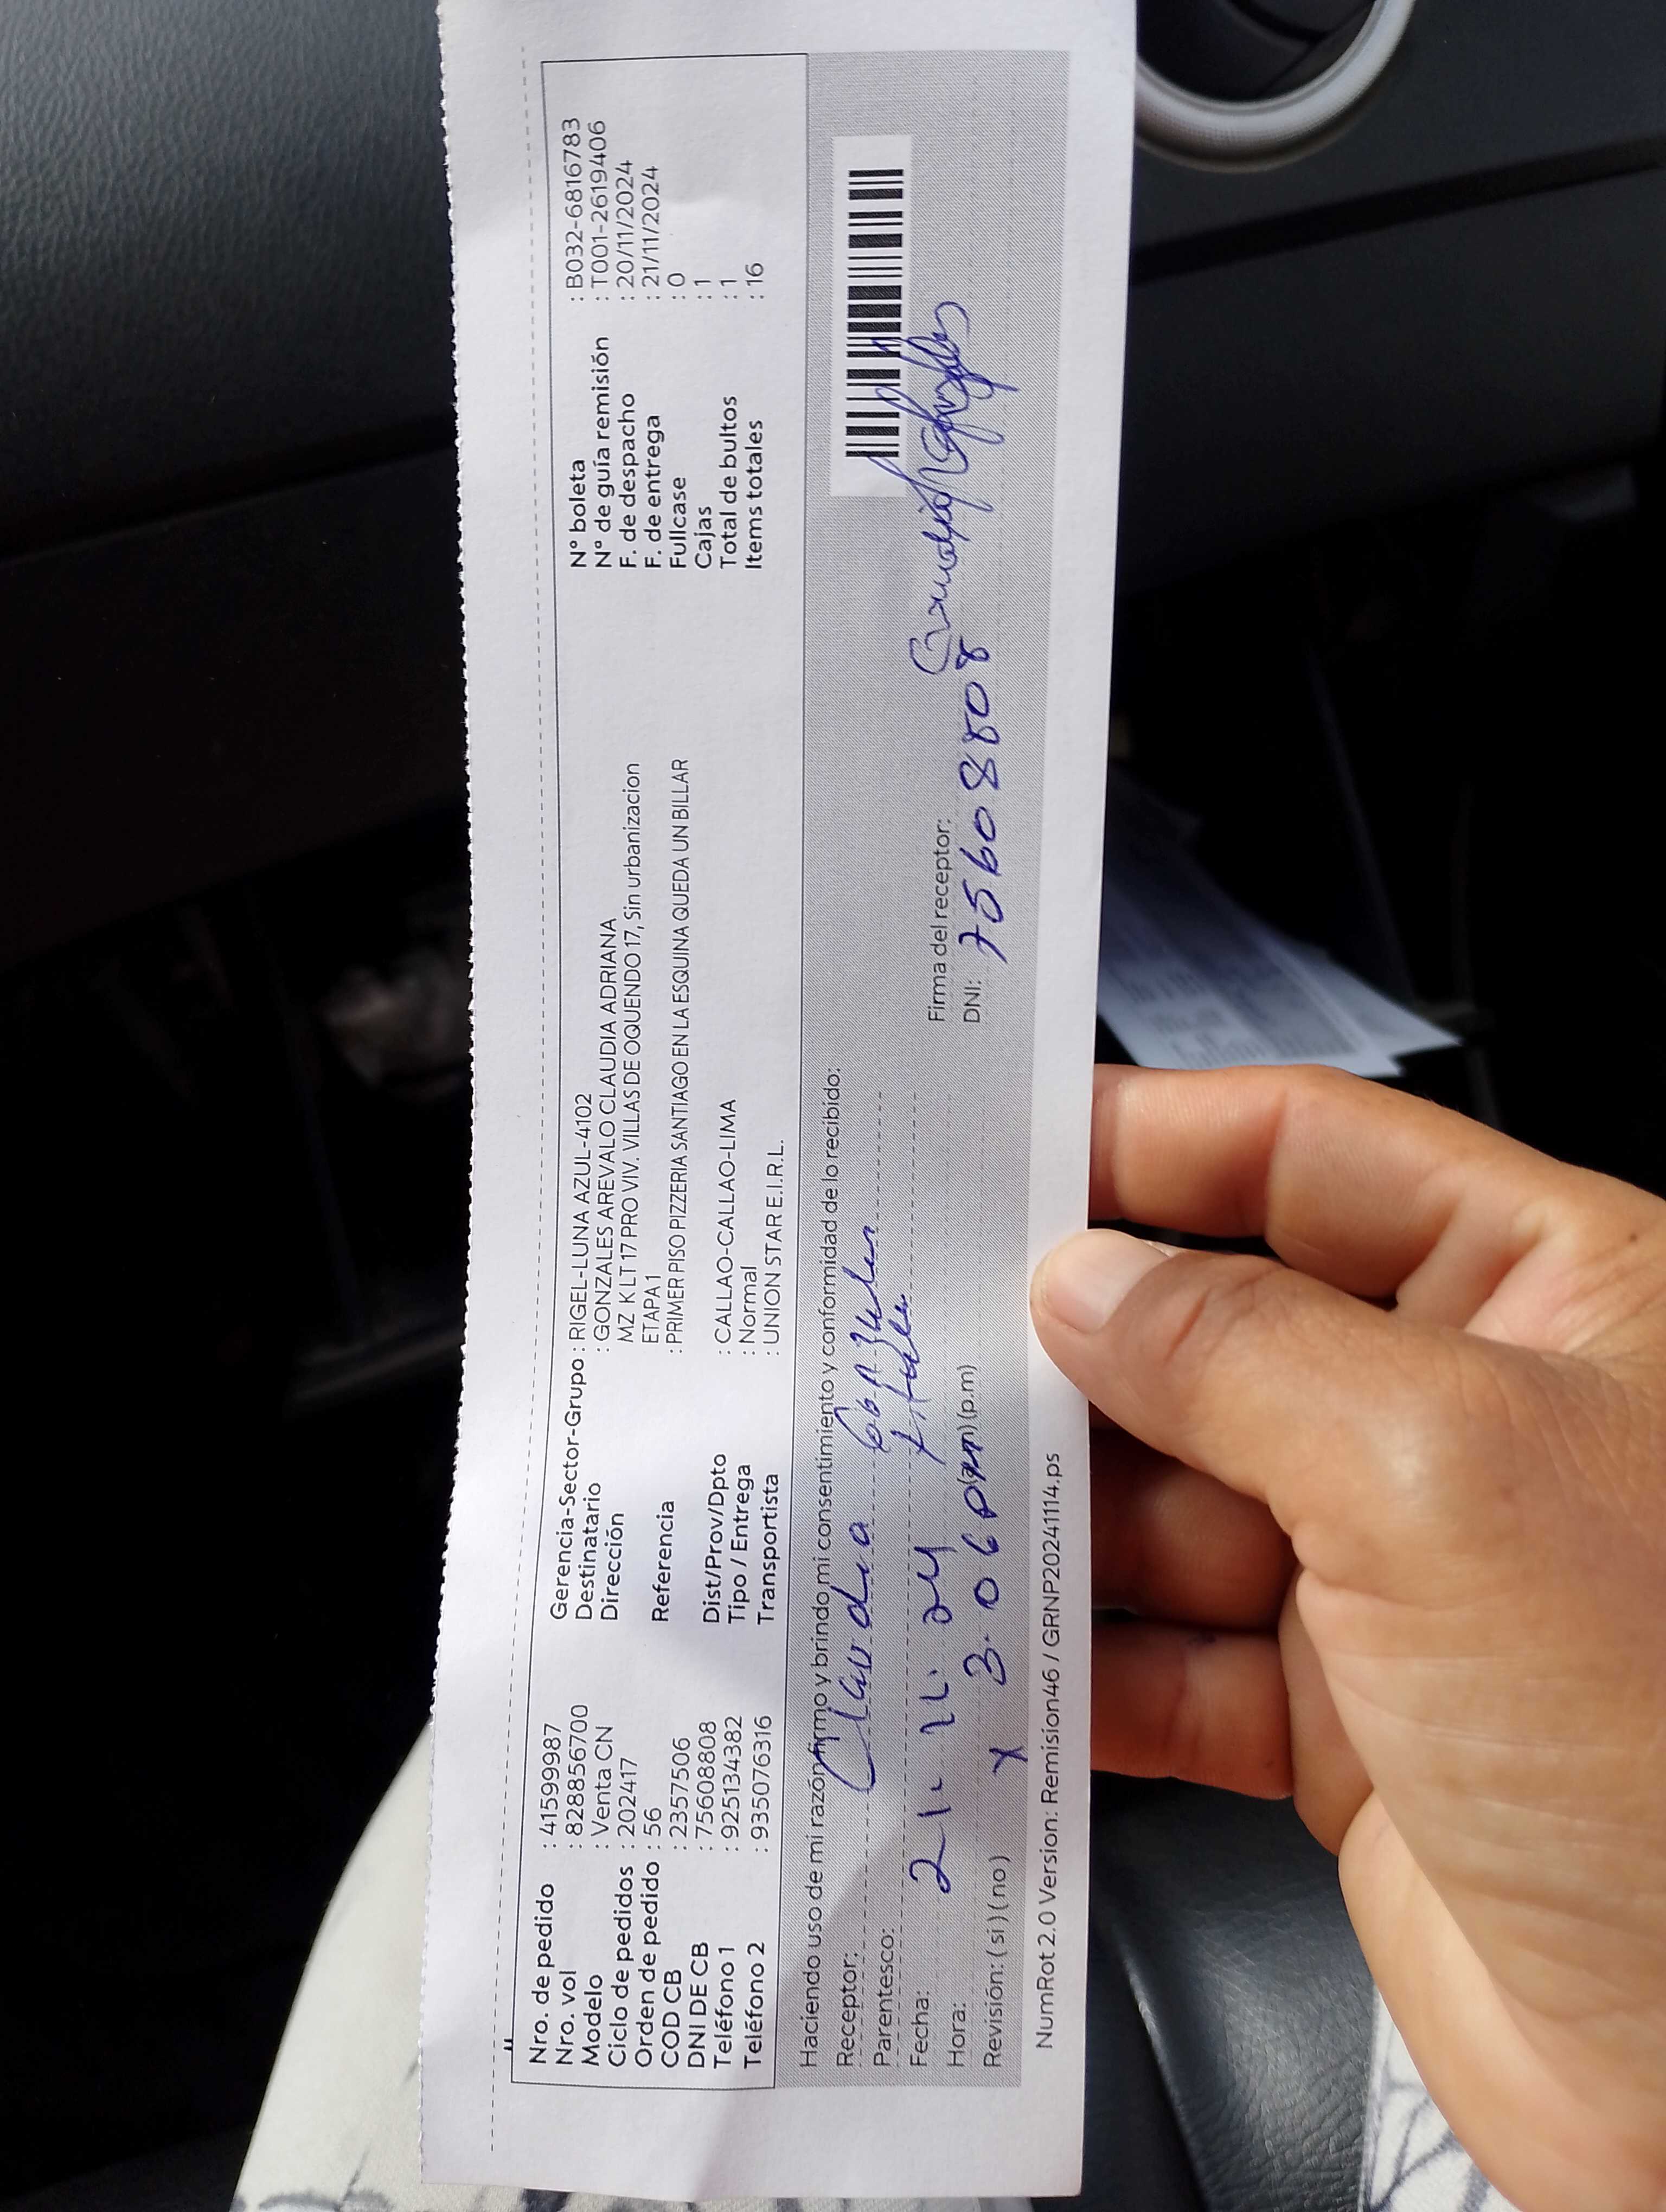 Nro. de pedido : 41599987
Nro. vol : 828856700
Modelo : Venta CN
Ciclo de pedidos : 202417
Orden de pedido : 56
COD CB : 2357506
DNI DE CB : 75608808
Teléfono 1 : 925134382
Teléfono 2 : 935076316
Gerencia-Sector-Grupo : RIGEL-LUNA AZUL-4102
Destinatario : GONZALES AREVALO CLAUDIA ADRIANA
Dirección MZ K LT 17 PRO VIV. VILLAS DE OQUENDO 17, Sin urbanizacion
ETAPA 1
Referencia : PRIMER PISO PIZZERIA SANTIAGO EN LA ESQUINA QUEDA UN BILLAR
Dist/Prov/Dpto : CALLAO-CALLAO-LIMA
Tipo / Entrega : Normal
Transportista : UNION STAR E.I.R.L.
N° boleta : B032-6816783
N° de guía remisión : T001-2619406
F. de despacho : 20/11/2024
F. de entrega : 21/11/2024
Fullcase : 0
Cajas : 1
Total de bultos : 1
Items totales : 16
Haciendo uso de mi razón firmo y brindo mi consentimiento y conformidad de lo recibido:
Receptor: Claudia Gonzales
Parentesco: titular
Fecha: 21. 11. 24
Hora: 3.06 pm (am) (p.m)
Revisión: ( si ) ( no ) x
Firma del receptor:
DNI: 75608808
NumRot 2.0 Version: Remision46 / GRNP20241114.ps